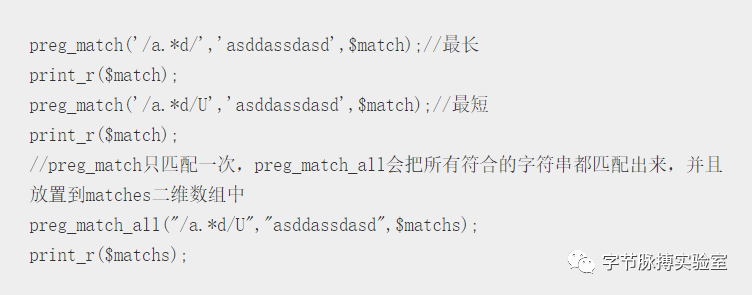 preg_match('/a.*d/','asddassdasd',$match);//最长
print_r($match);
preg_match('/a.*d/U','asddassdasd',$match);//最短
print_r($match);
//preg_match只匹配一次，preg_match_all会把所有符合的字符串都匹配出来，并且
放置到matches二维数组中
preg_match_all("/a.*d/U","asddassdasd",$matchs);
print_r($matchs);
字节脉搏实验室